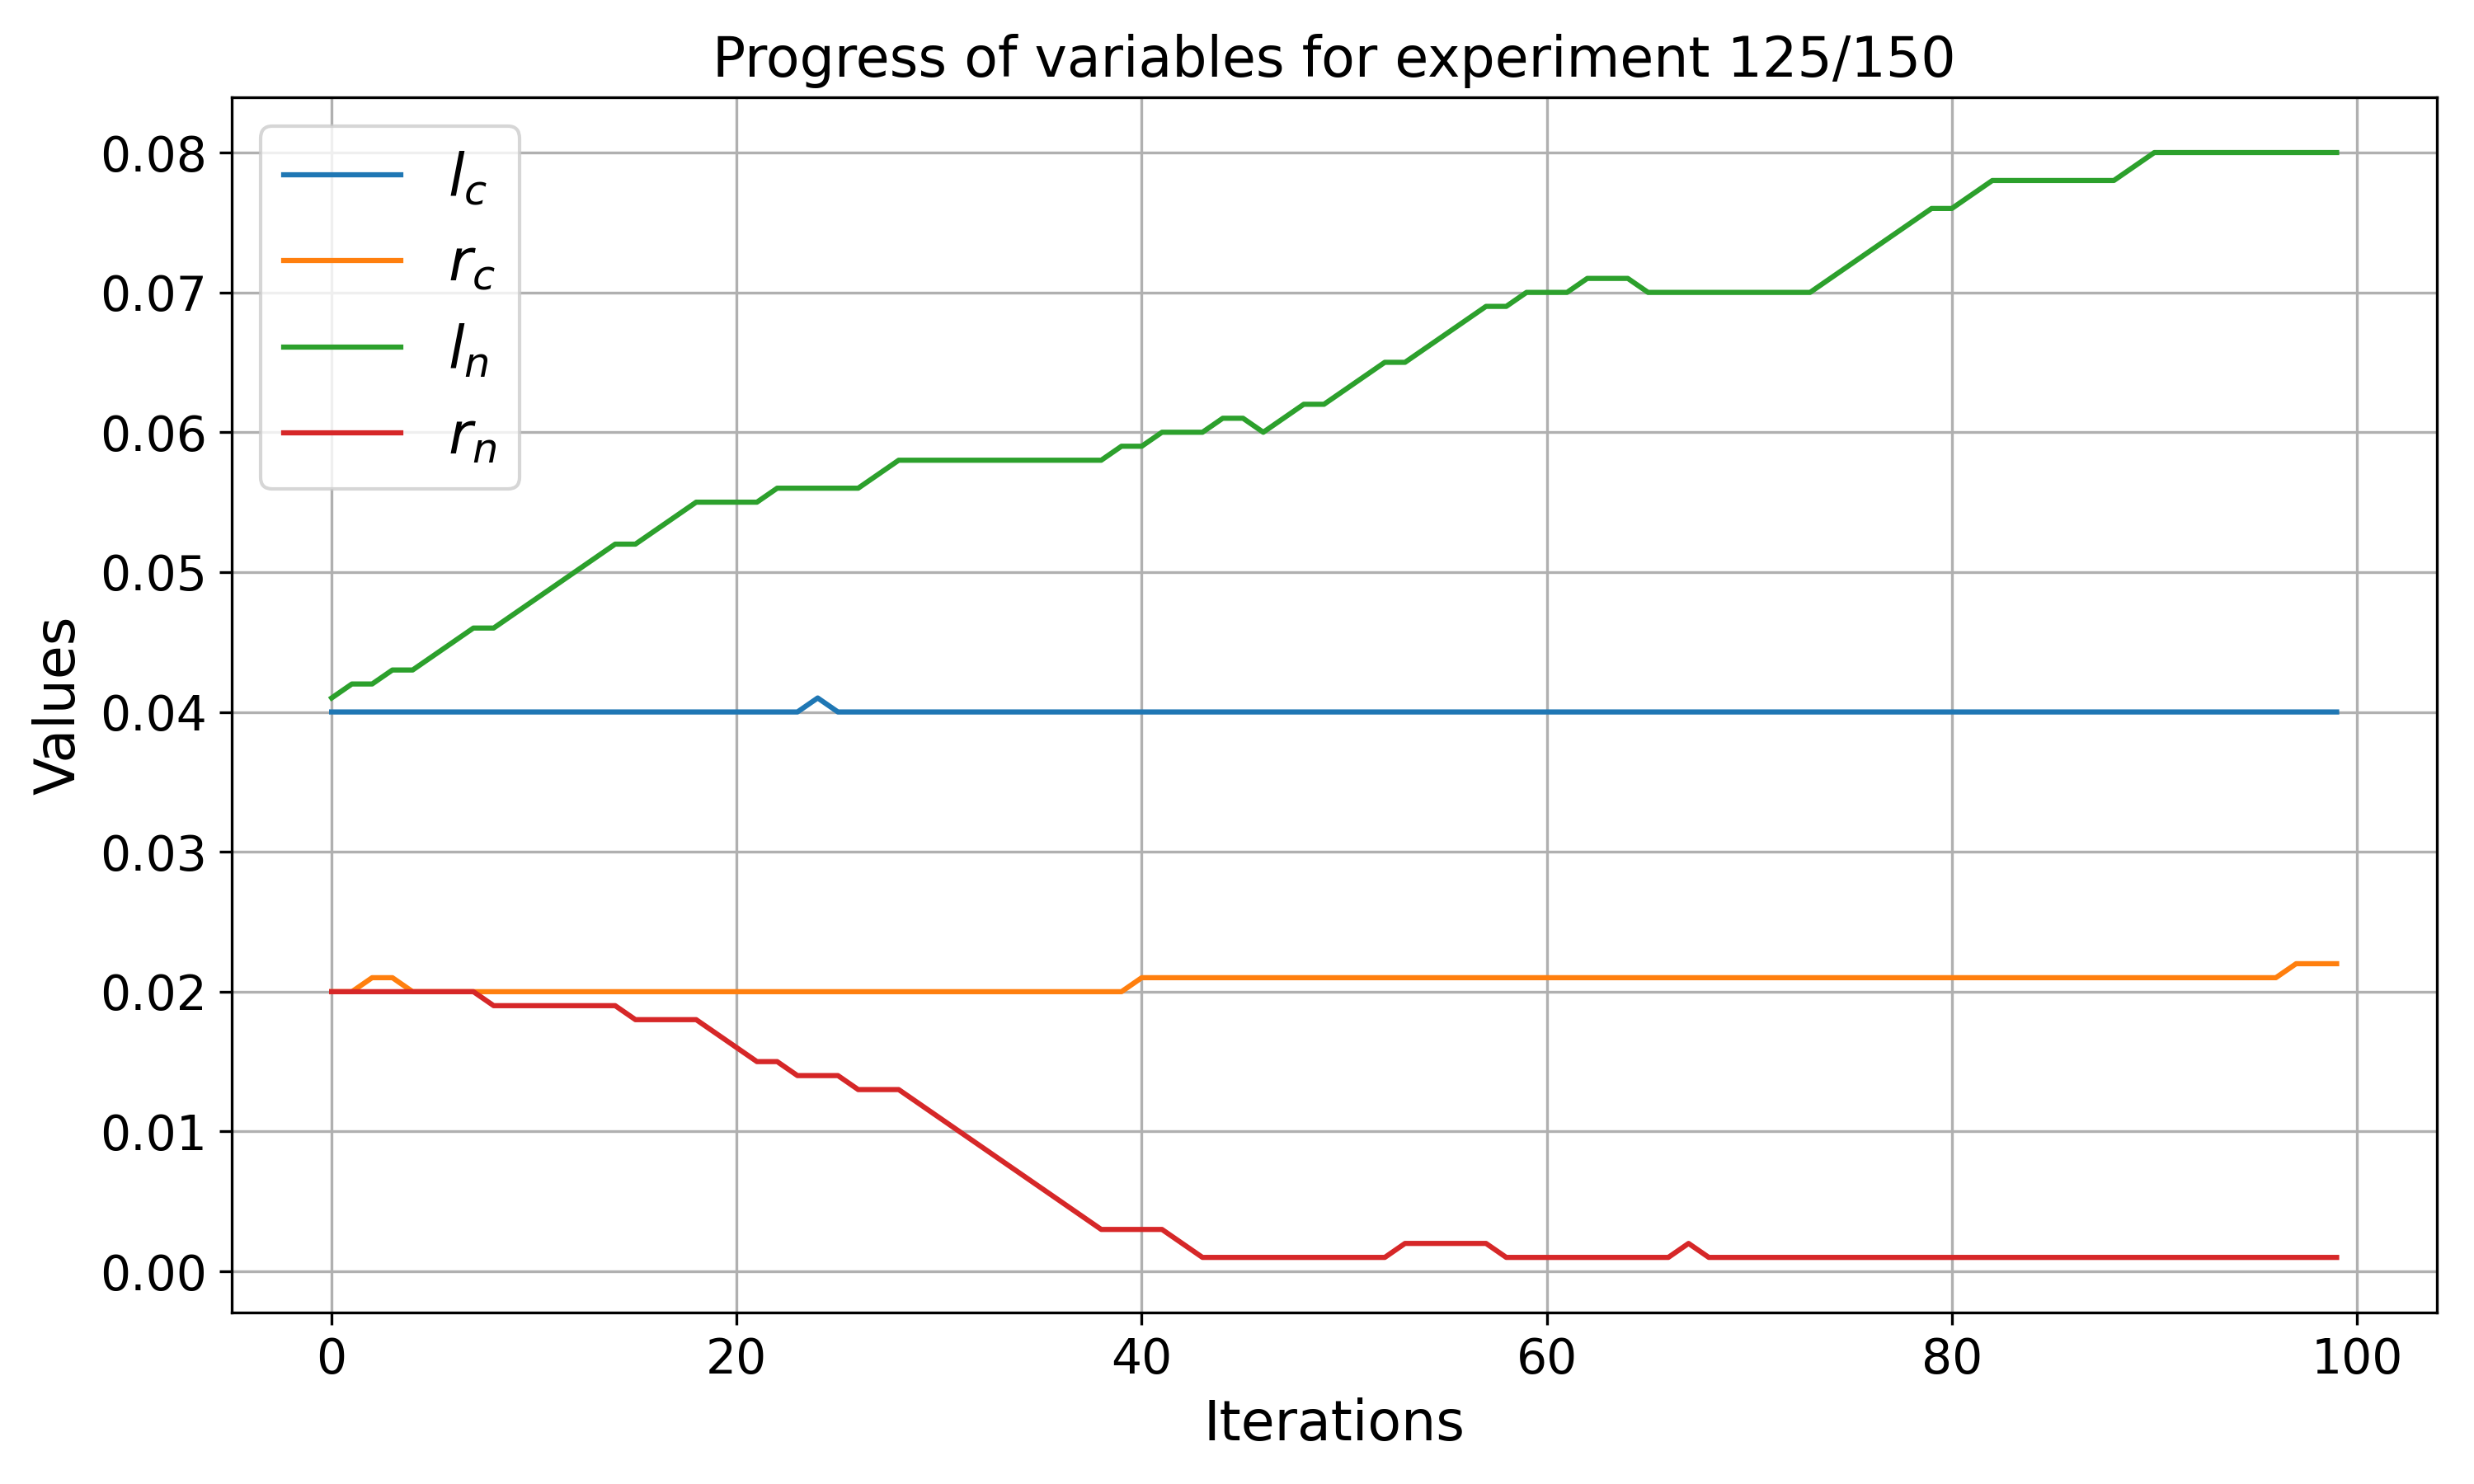 Progress of variables for experiment 125/150
l_c
r_c
l_n
r_n
0.08
0.07
0.06
0.05
0.04
0.03
0.02
0.01
0.00
Values
0 20 40 60 80 100
Iterations